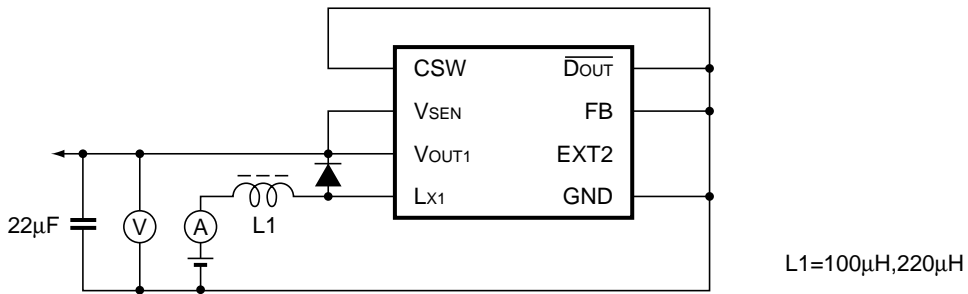 CSW DOUT
VSEN FB
VOUT1 EXT2
LX1 GND
22μF V A L1
L1=100μH,220μH